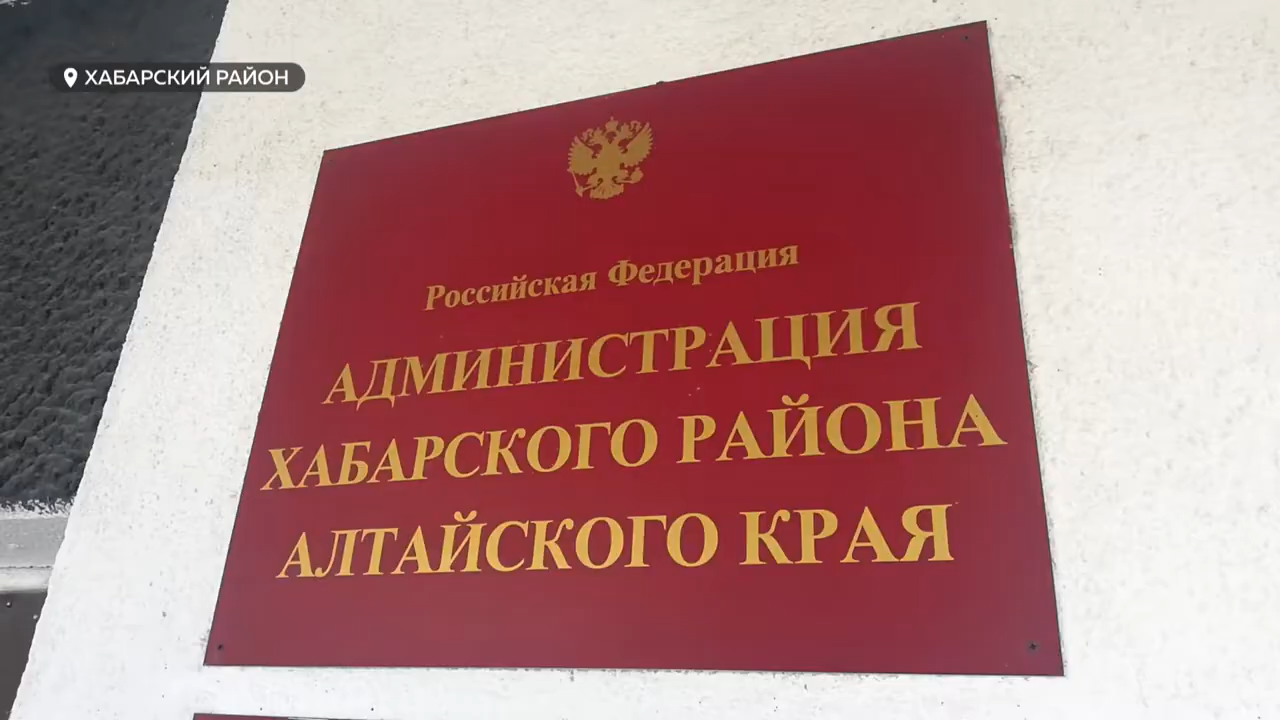 ХАБАРСКИЙ РАЙОН
Российская Федерация
АДМИНИСТРАЦИЯ
ХАБАРСКОГО РАЙОНА
АЛТАЙСКОГО КРАЯ